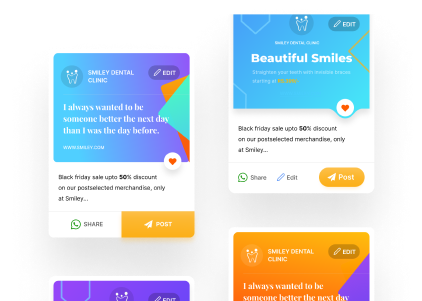 SMILEY DENTAL
CLINIC
EDIT
I always wanted to be
someone better the next day
than I was the day before.
WWW.SMILEY.COM
Black friday sale upto 50% discount
on our postselected merchandise, only
at Smiley...
SHARE
POST
EDIT
SMILEY DENTAL CLINIC
Beautiful Smiles
Straighten your teeth with invisible braces
starting at
Black friday sale upto 50% discount
on our postselected merchandise, only
at Smiley...
Share
Edit
Post
EDIT
SMILEY DENTAL
CLINIC
EDIT
I always wanted to be
someone better the next day